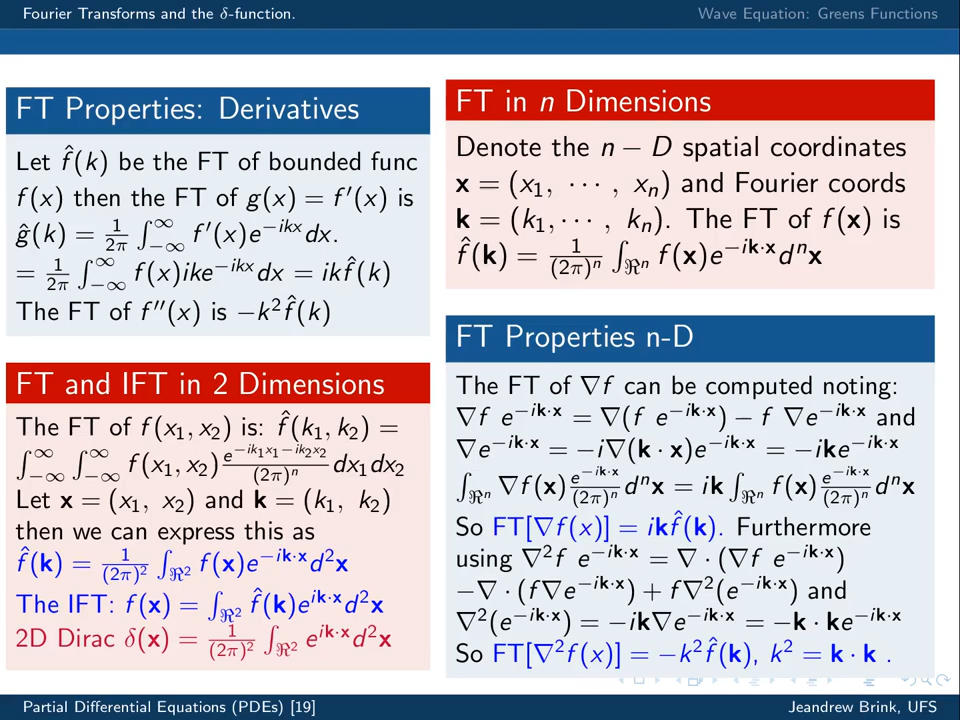 Fourier Transforms and the δ-function.
Wave Equation: Greens Functions
FT Properties: Derivatives
Let f̂(k) be the FT of bounded func
f(x) then the FT of g(x) = f′(x) is
ĝ(k) = 1/2π ∫_{−∞}^{∞} f′(x)e^{−ikx}dx.
= 1/2π ∫_{−∞}^{∞} f(x)ike^{−ikx}dx = ikf̂(k)
The FT of f″(x) is −k²f̂(k)
FT and IFT in 2 Dimensions
The FT of f(x₁, x₂) is: f̂(k₁, k₂) =
∫_{−∞}^{∞} ∫_{−∞}^{∞} f(x₁, x₂) e^{−ik₁x₁−ik₂x₂}/(2π)ⁿ dx₁dx₂
Let x = (x₁, x₂) and k = (k₁, k₂)
then we can express this as
f̂(k) = 1/(2π)² ∫_{ℜ²} f(x)e^{−ik·x}d²x
The IFT: f(x) = ∫_{ℜ²} f̂(k)e^{ik·x}d²x
2D Dirac δ(x) = 1/(2π)² ∫_{ℜ²} e^{ik·x}d²x
FT in n Dimensions
Denote the n − D spatial coordinates
x = (x₁, ··· , xₙ) and Fourier coords
k = (k₁, ··· , kₙ). The FT of f(x) is
f̂(k) = 1/(2π)ⁿ ∫_{ℜⁿ} f(x)e^{−ik·x}dⁿx
FT Properties n-D
The FT of ∇f can be computed noting:
∇f e^{−ik·x} = ∇(f e^{−ik·x}) − f ∇e^{−ik·x} and
∇e^{−ik·x} = −i∇(k · x)e^{−ik·x} = −ike^{−ik·x}
∫_{ℜⁿ} ∇f(x) e^{−ik·x}/(2π)ⁿ dⁿx = ik ∫_{ℜⁿ} f(x) e^{−ik·x}/(2π)ⁿ dⁿx
So FT[∇f(x)] = ikf̂(k). Furthermore
using ∇²f e^{−ik·x} = ∇ · (∇f e^{−ik·x})
−∇ · (f∇e^{−ik·x}) + f∇²(e^{−ik·x}) and
∇²(e^{−ik·x}) = −ik∇e^{−ik·x} = −k · ke^{−ik·x}
So FT[∇²f(x)] = −k²f̂(k), k² = k · k .
Partial Differential Equations (PDEs) [19]
Jeandrew Brink, UFS